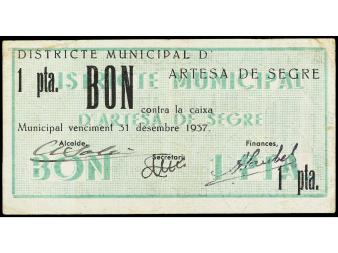 DISTRICTE MUNICIPAL D'
1 pta. BON ARTESA DE SEGRE
DISTRICTE MUNICIPAL
contra la caixa
D'ARTESA DE SEGRE
Municipal venciment 31 desembre 1937.
Alcalde, Secretari, Finances,
BON 1 PTA
1 pta.